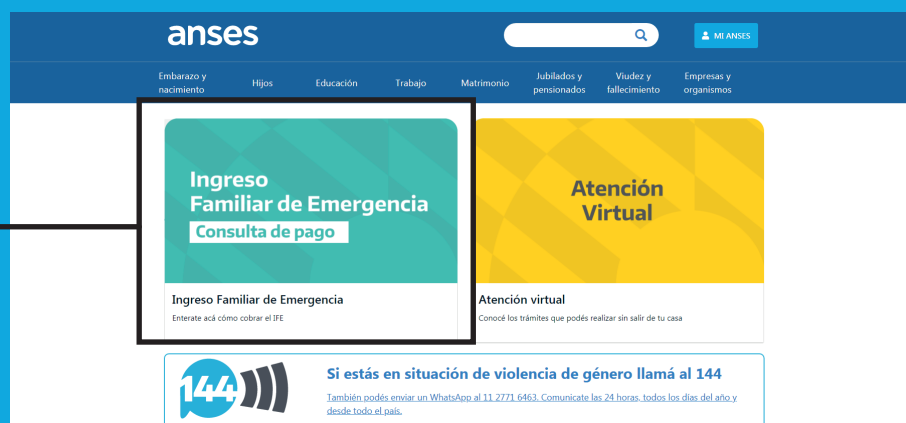 anses
MI ANSES
Embarazo y
nacimiento
Hijos
Educación
Trabajo
Matrimonio
Jubilados y
pensionados
Viudez y
fallecimiento
Empresas y
organismos
Ingreso
Familiar de Emergencia
Consulta de pago
Ingreso Familiar de Emergencia
Enterate acá cómo cobrar el IFE
Atención
Virtual
Atención virtual
Conocé los trámites que podés realizar sin salir de tu casa
144
Si estás en situación de violencia de género llamá al 144
También podés enviar un WhatsApp al 11 2771 6463. Comunicate las 24 horas, todos los días del año y
desde todo el país.